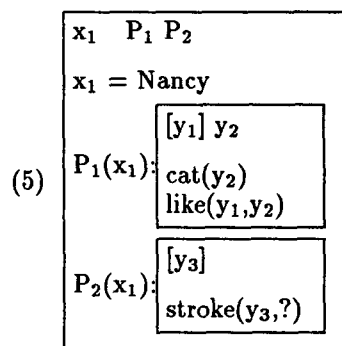 x₁ P₁ P₂
x₁ = Nancy
[y₁] y₂
(5) P₁(x₁): cat(y₂)
like(y₁,y₂)
[y₃]
P₂(x₁): stroke(y₃,?)